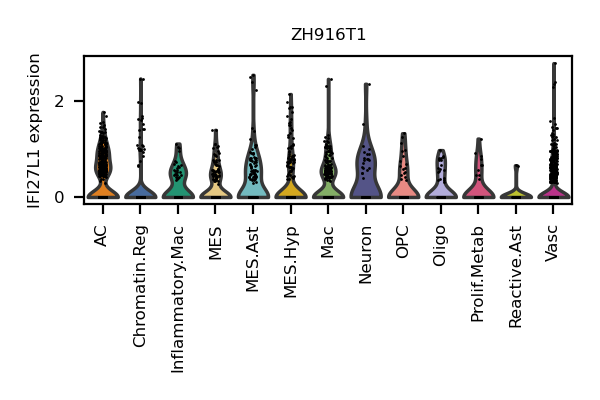 ZH916T1
IFI27L1 expression
2
0
AC
Chromatin.Reg
Inflammatory.Mac
MES
MES.Ast
MES.Hyp
Mac
Neuron
OPC
Oligo
Prolif.Metab
Reactive.Ast
Vasc